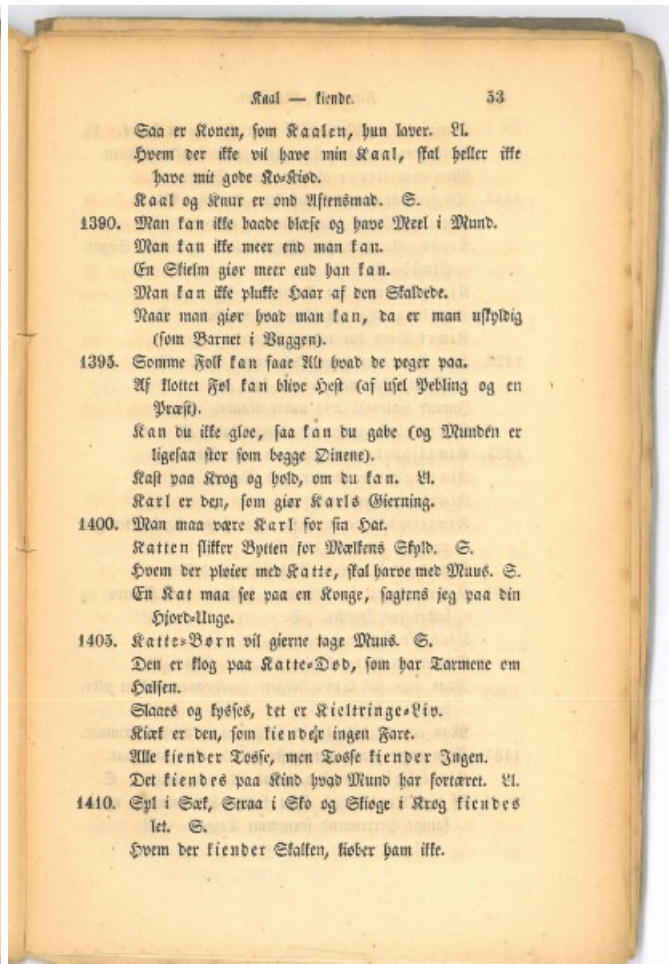 Kaal — kiende. 53
Saa er Konen, som Kaalen, hun laver. Ll.
Hvem der ikke vil have min Kaal, skal heller ikke
have mit gode Ko-Kiød.
Kaal og Knur er ond Aftensmad. S.
1390. Man kan ikke baade blæse og have Meel i Mund.
Man kan ikke meer end man kan.
En Skielm giør meer end han kan.
Man kan ikke plukke Haar af den Skaldede.
Naar man giør hvad man kan, da er man uskyldig
(som Barnet i Vuggen).
1395. Somme Folk kan faae Alt hvad de peger paa.
Af klottet Føl kan blive Hest (af usel Pebling og en
Præst).
Kan du ikke gloe, saa kan du gabe (og Munden er
ligesaa stor som begge Øinene).
Kast paa Krog og hold, om du kan. Ll.
Karl er den, som giør Karls Gierning.
1400. Man maa være Karl for sin Hat.
Katten slikker Bytten for Mælkens Skyld. S.
Hvem der pløier med Katte, skal harve med Muus. S.
En Kat maa see paa en Konge, sagtens jeg paa din
Hjord-Unge.
1405. Katte-Børn vil gierne tage Muus. S.
Den er klog paa Katte-Død, som har Tarmene om
Halsen.
Slaaes og kysses, det er Kieltringe-Liv.
Kiæk er den, som kiender ingen Fare.
Alle kiender Tosse, men Tosse kiender Ingen.
Det kiendes paa Kind hvad Mund har fortæret. Ll.
1410. Syl i Sæk, Straa i Sko og Skiøge i Krog kiendes
let. S.
Hvem der kiender Skalken, kiøber ham ikke.